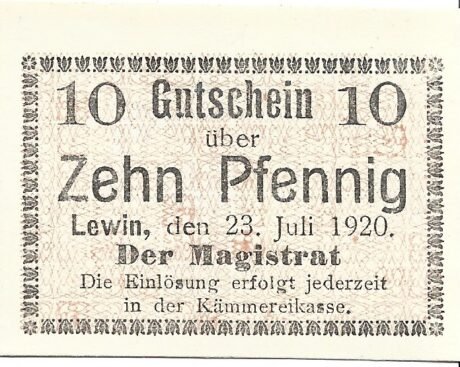 10 Gutschein 10
über
Zehn Pfennig
Lewin, den 23. Juli 1920.
Der Magistrat
Die Einlösung erfolgt jederzeit
in der Kämmereikasse.